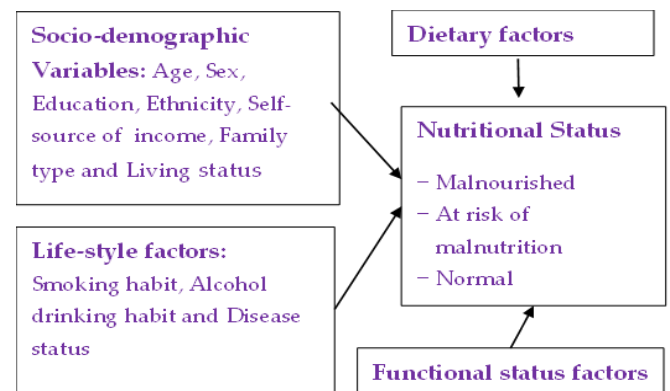 Socio-demographic
Variables: Age, Sex,
Education, Ethnicity, Self-
source of income, Family
type and Living status
Dietary factors
Nutritional Status
– Malnourished
– At risk of
malnutrition
– Normal
Life-style factors:
Smoking habit, Alcohol
drinking habit and Disease
status
Functional status factors